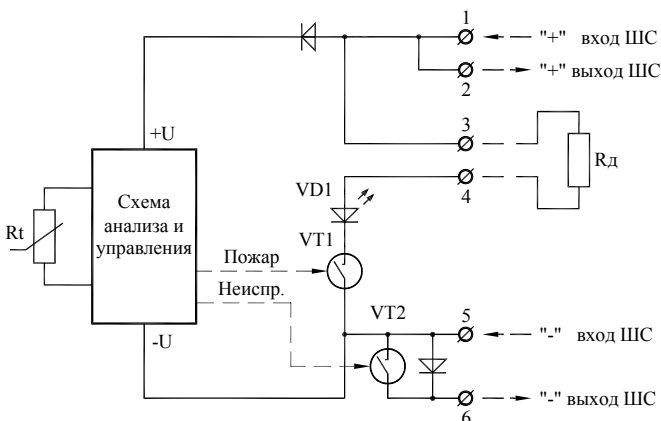 1
"+" вход ШС
"+" выход ШС
2
+U
3
Rд
4
Схема
анализа и
управления
Rt
VD1
VT1
Пожар
Неиспр.
VT2
5
"-" вход ШС
-U
"-" выход ШС
6